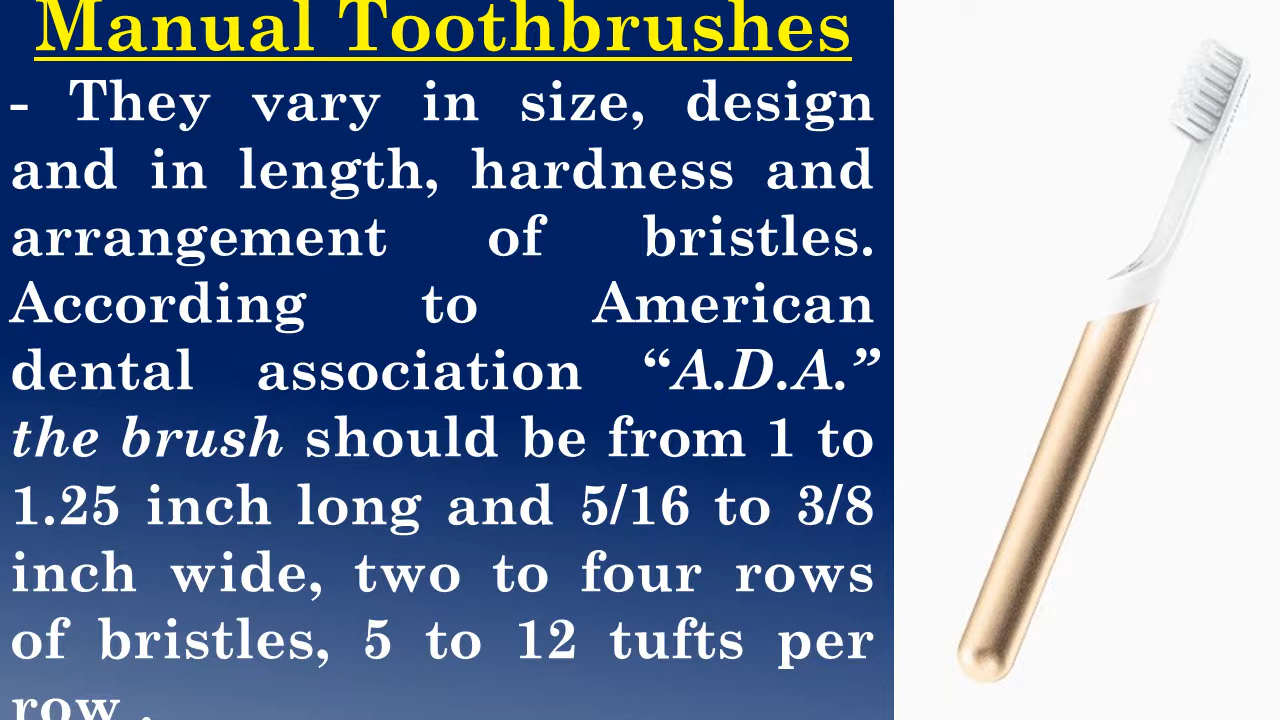 Manual Toothbrushes
- They vary in size, design
and in length, hardness and
arrangement of bristles.
According to American
dental association “A.D.A.”
the brush should be from 1 to
1.25 inch long and 5/16 to 3/8
inch wide, two to four rows
of bristles, 5 to 12 tufts per
row .